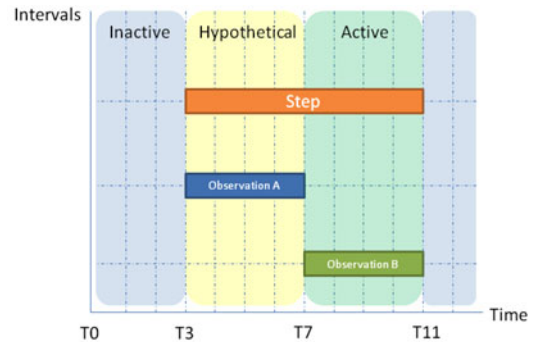 Intervals
Inactive
Hypothetical
Active
Step
Observation A
Observation B
Time
T0
T3
T7
T11